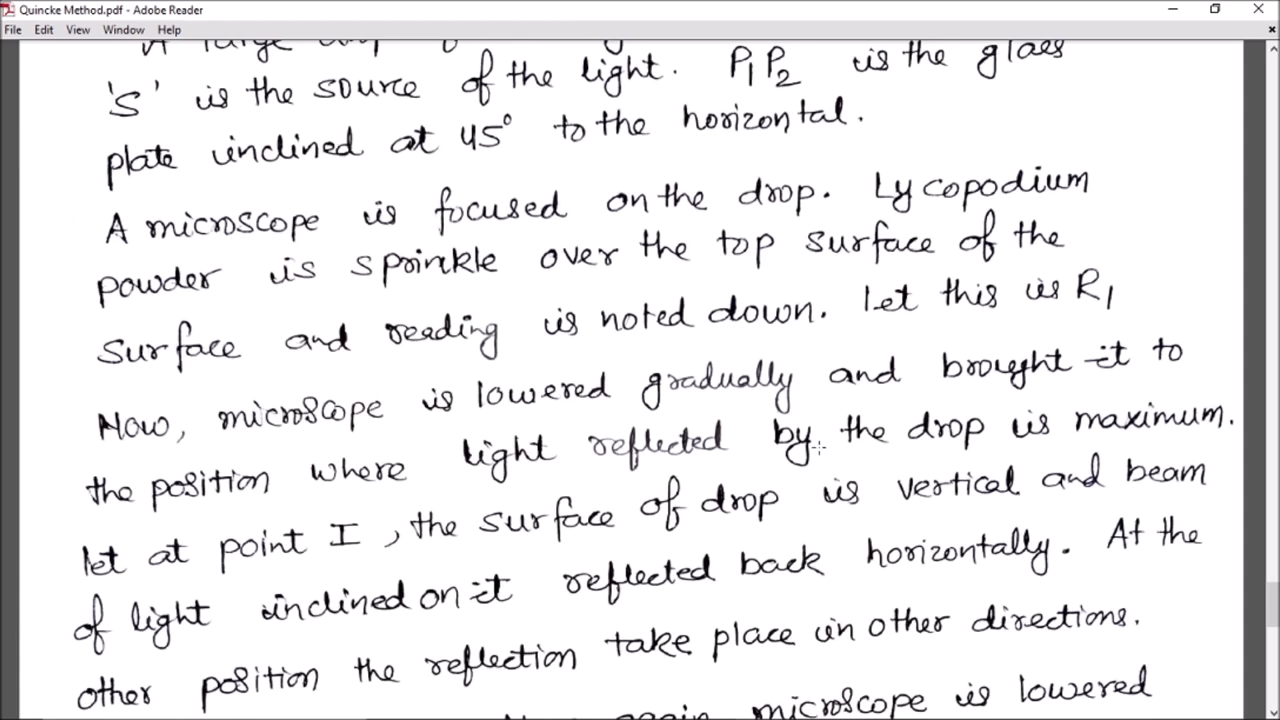 Quincke Method.pdf - Adobe Reader
File Edit View Window Help
A large drop
'S' is the source of the light. P1P2 is the glass
plate inclined at 45° to the horizontal.
A microscope is focused on the drop. Lycopodium
powder is sprinkle over the top surface of the
surface and reading is noted down. Let this is R1
Now, microscope is lowered gradually and brought it to
the position where light reflected by the drop is maximum.
let at point I, the surface of drop is vertical and beam
of light inclined on it reflected back horizontally. At the
other position the reflection take place in other directions.
again microscope is lowered